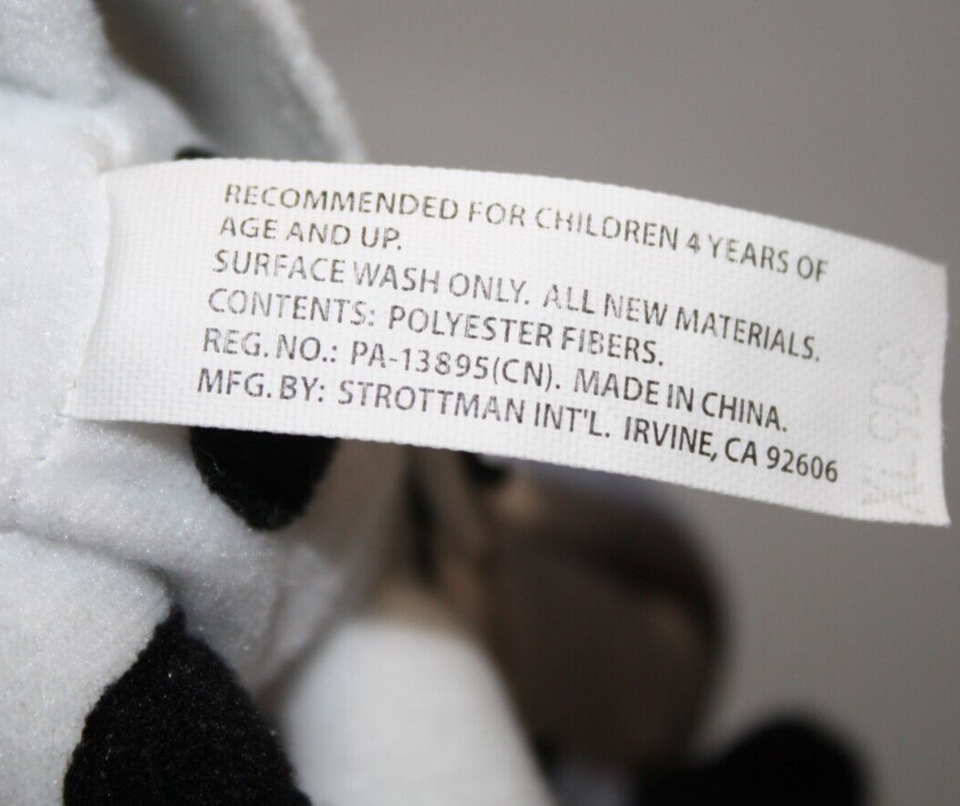 RECOMMENDED FOR CHILDREN 4 YEARS OF
AGE AND UP.
SURFACE WASH ONLY. ALL NEW MATERIALS.
CONTENTS: POLYESTER FIBERS.
REG. NO.: PA-13895(CN). MADE IN CHINA.
MFG. BY: STROTTMAN INT'L. IRVINE, CA 92606